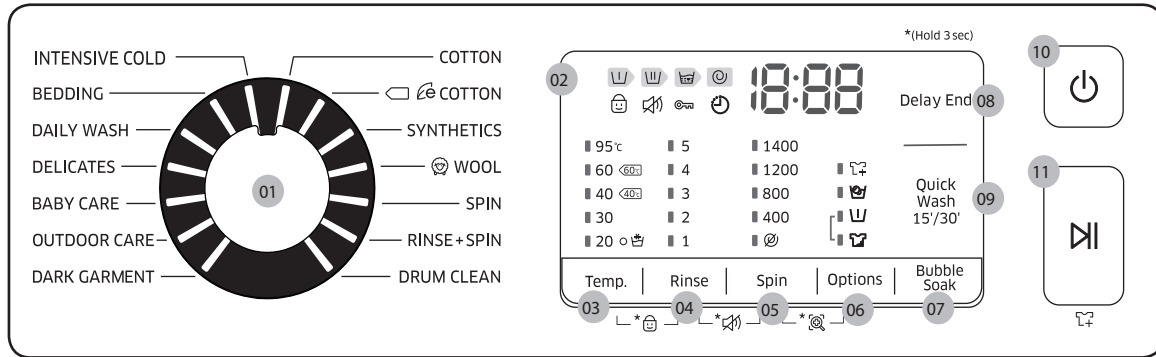 *(Hold 3 sec)
INTENSIVE COLD
BEDDING
DAILY WASH
DELICATES
BABY CARE
OUTDOOR CARE
DARK GARMENT
COTTON
e COTTON
SYNTHETICS
WOOL
SPIN
RINSE+SPIN
DRUM CLEAN
01
02
18:88
95℃
60 60℃
40 40℃
30
20
5
4
3
2
1
1400
1200
800
400
Delay End
08
Quick
Wash
15'/30'
09
Temp.
Rinse
Spin
Options
Bubble
Soak
03
04
05
06
07
*
*
*
10
11